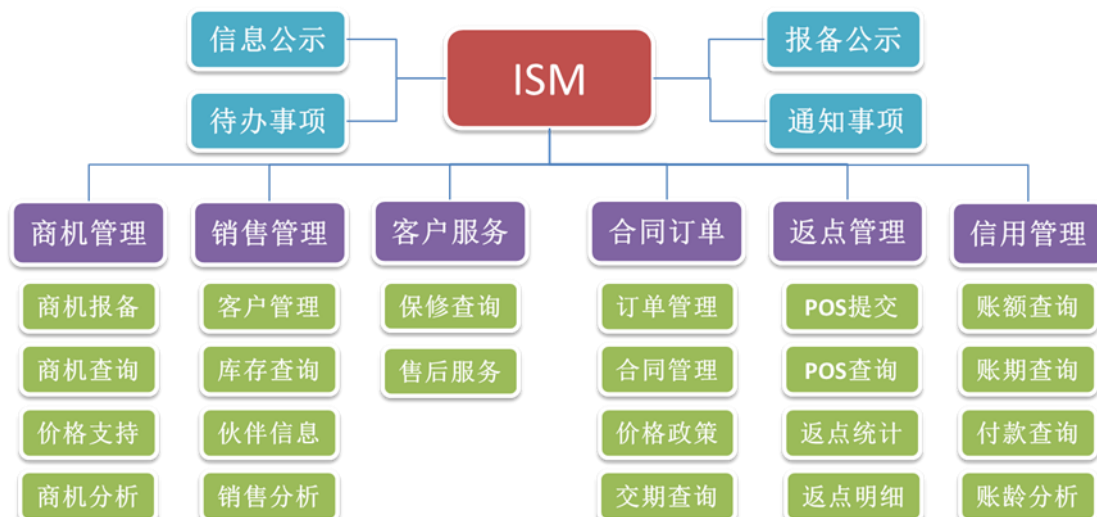 信息公示
ISM
报备公示
待办事项
通知事项
商机管理
销售管理
客户服务
合同订单
返点管理
信用管理
商机报备
客户管理
保修查询
订单管理
POS提交
账额查询
商机查询
库存查询
售后服务
合同管理
POS查询
账期查询
价格支持
伙伴信息
价格政策
返点统计
付款查询
商机分析
销售分析
交期查询
返点明细
账龄分析